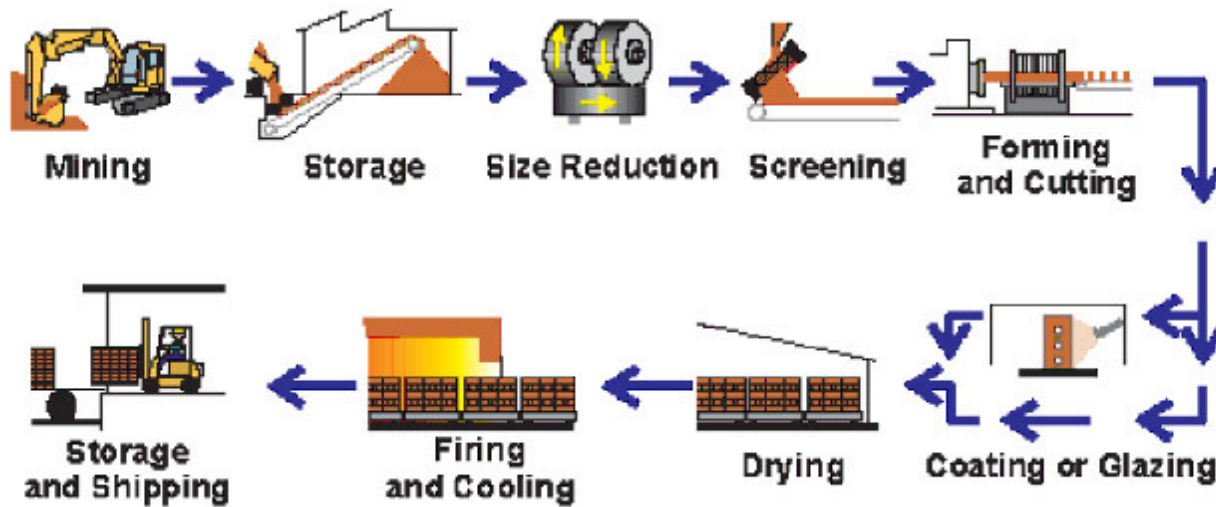 Mining
Storage
Size Reduction
Screening
Forming
and Cutting
Storage
and Shipping
Firing
and Cooling
Drying
Coating or Glazing